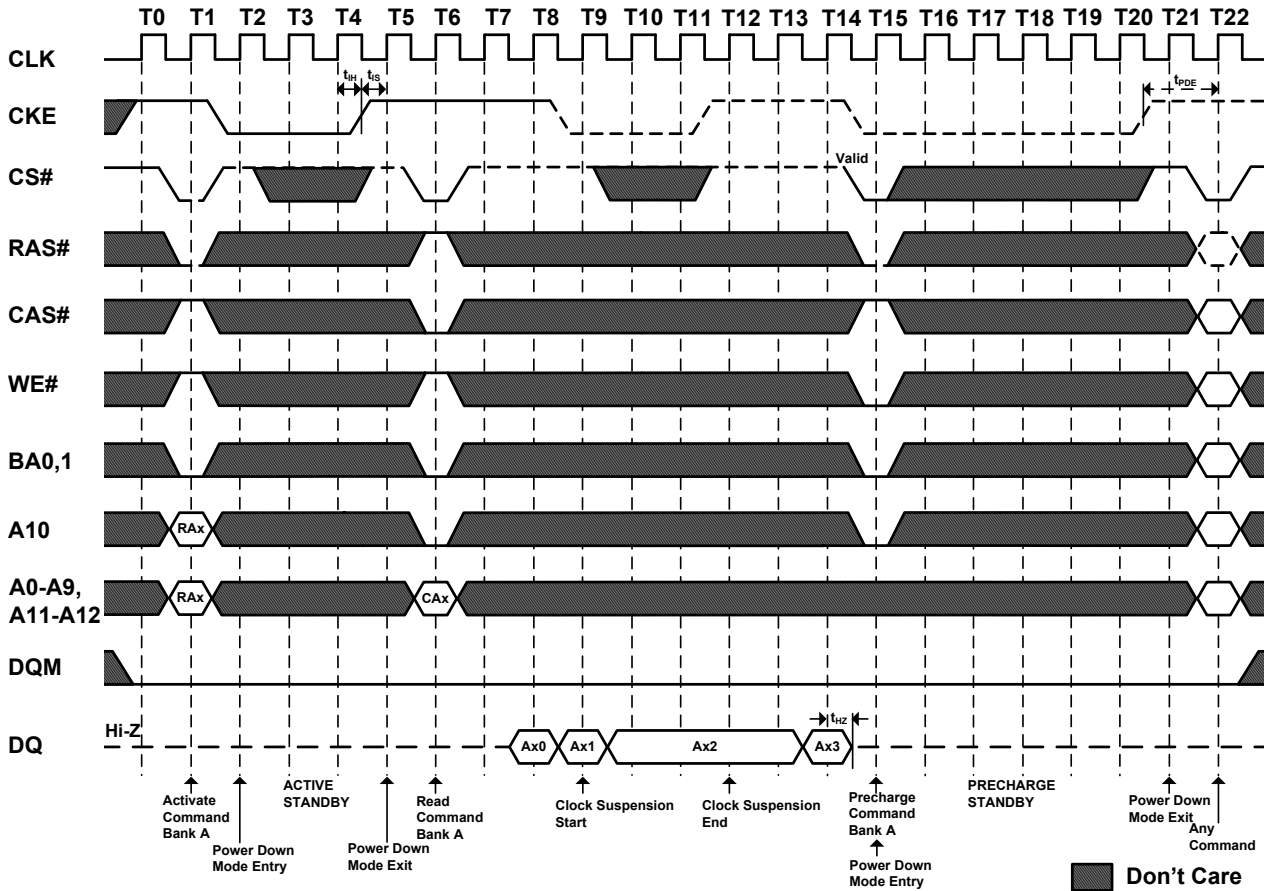 T0 T1 T2 T3 T4 T5 T6 T7 T8 T9 T10 T11 T12 T13 T14 T15 T16 T17 T18 T19 T20 T21 T22
CLK
tIH tIS
tPDE
CKE
Valid
CS#
RAS#
CAS#
WE#
BA0,1
A10
RAx
A0-A9,
A11-A12
RAx
CAx
DQM
Hi-Z
tHZ
DQ
Ax0
Ax1
Ax2
Ax3
Activate
Command
Bank A
Power Down
Mode Entry
ACTIVE
STANDBY
Power Down
Mode Exit
Read
Command
Bank A
Clock Suspension
Start
Clock Suspension
End
Precharge
Command
Bank A
Power Down
Mode Entry
PRECHARGE
STANDBY
Power Down
Mode Exit
Any
Command
Don't Care